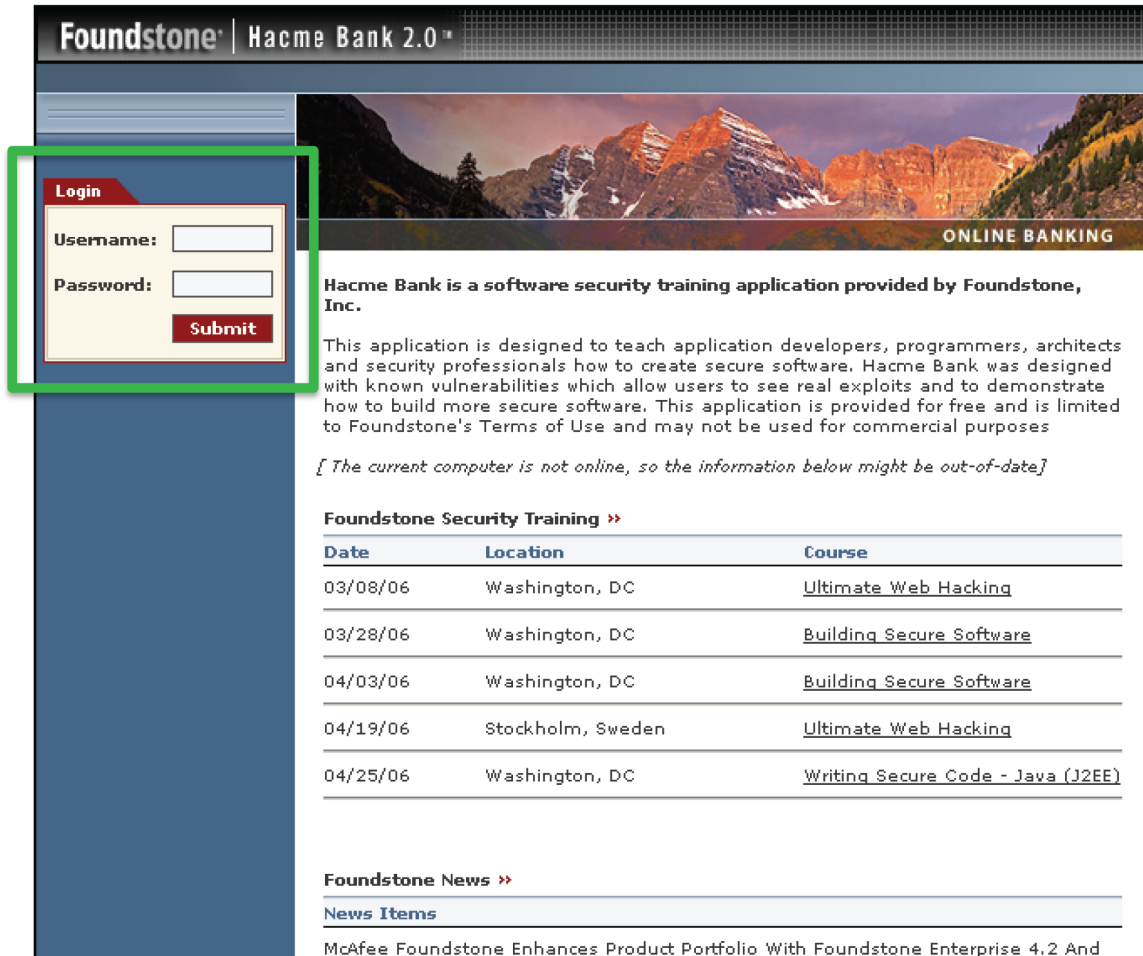 Foundstone® | Hacme Bank 2.0™
Login
Username:
Password:
Submit
ONLINE BANKING
Hacme Bank is a software security training application provided by Foundstone,
Inc.
This application is designed to teach application developers, programmers, architects
and security professionals how to create secure software. Hacme Bank was designed
with known vulnerabilities which allow users to see real exploits and to demonstrate
how to build more secure software. This application is provided for free and is limited
to Foundstone's Terms of Use and may not be used for commercial purposes
[ The current computer is not online, so the information below might be out-of-date]
Foundstone Security Training »
Date Location Course
03/08/06 Washington, DC Ultimate Web Hacking
03/28/06 Washington, DC Building Secure Software
04/03/06 Washington, DC Building Secure Software
04/19/06 Stockholm, Sweden Ultimate Web Hacking
04/25/06 Washington, DC Writing Secure Code - Java (J2EE)
Foundstone News »
News Items
McAfee Foundstone Enhances Product Portfolio With Foundstone Enterprise 4.2 And